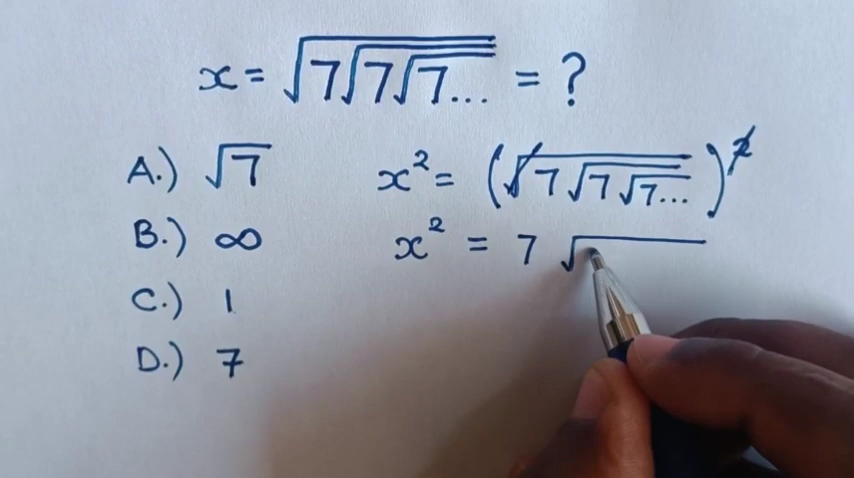 x = √7√7√7... = ?
A.) √7
B.) ∞
C.) 1
D.) 7
x² = (√7√7√7...)²
x² = 7 √